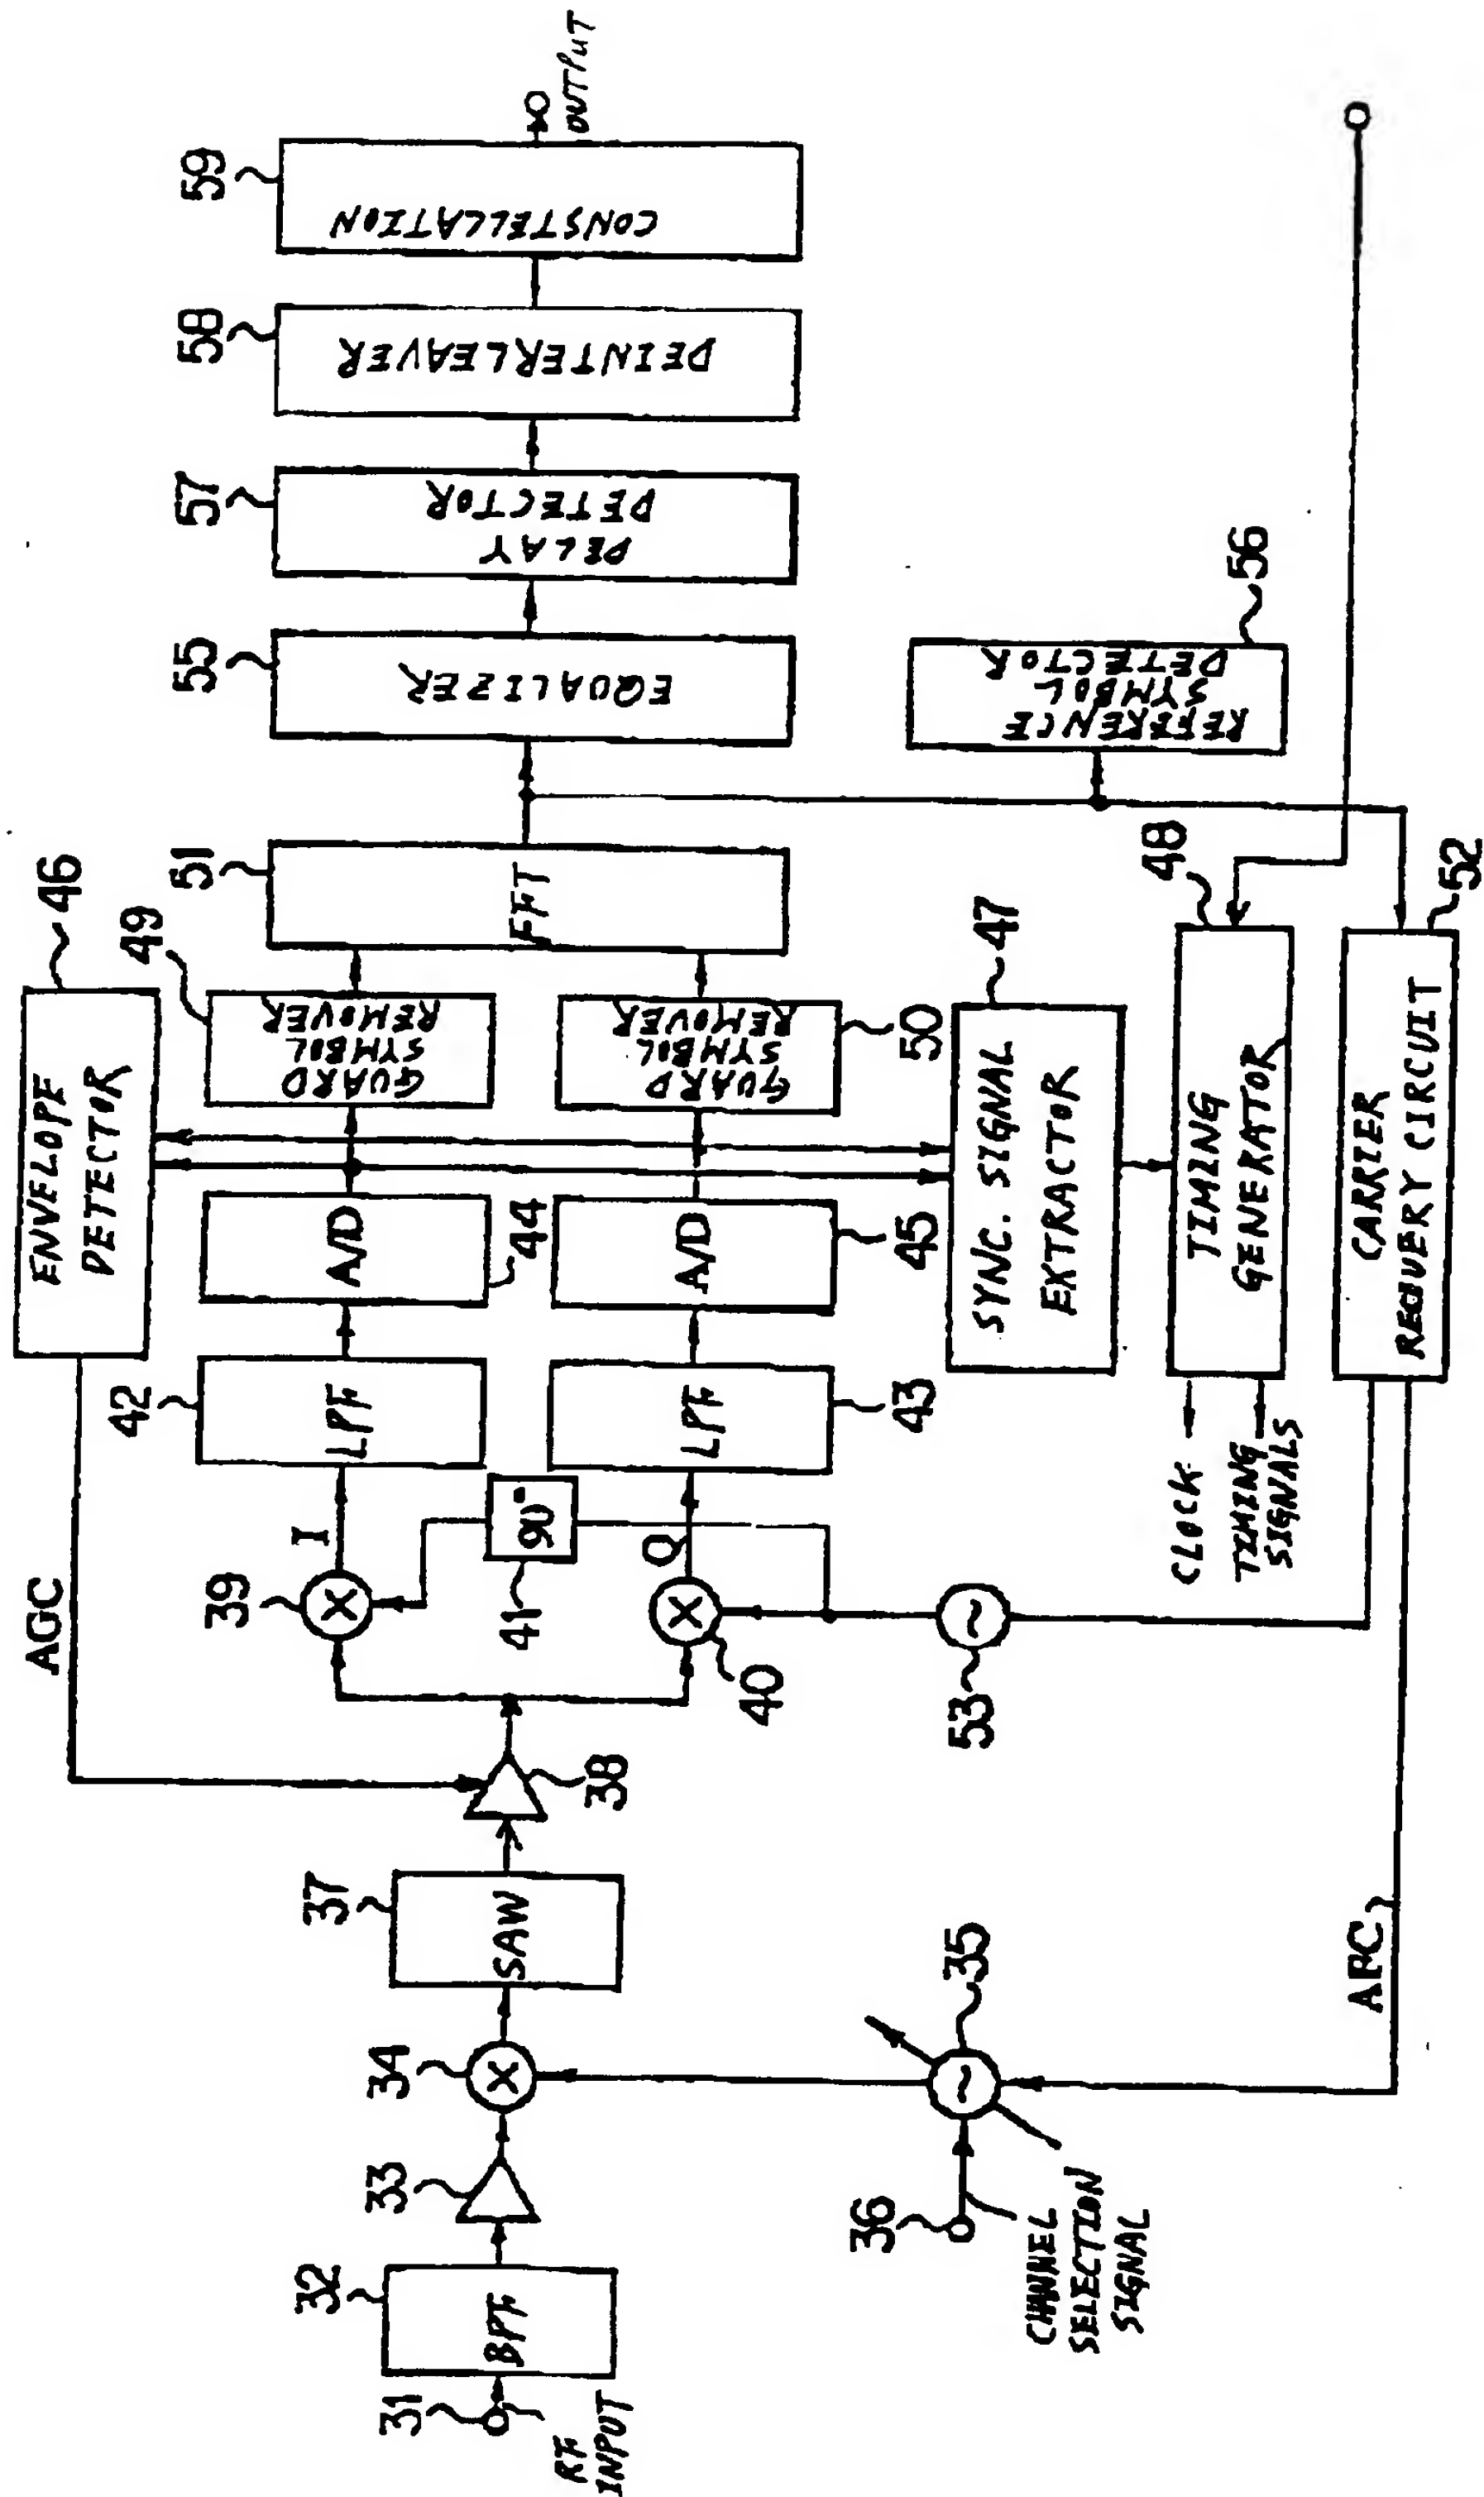 31
RF
INPUT
32
BPF
33
34
36
CHANNEL
SELECTION
SIGNAL
35
37
SAW
AGC
38
39
I
40
Q
41
90°
53
42
LPF
43
LPF
A/D
44
A/D
45
46
ENVELOPE
DETECTOR
49
GUARD
SYMBOL
REMOVER
GUARD
SYMBOL
REMOVER
50
SYNC. SIGNAL
EXTRACTOR
47
CLOCK
TIMING
SIGNALS
TIMING
GENERATOR
48
CARRIER
52
51
FFT
55
EQUALIZER
REFERENCE
SYMBOL
DETECTOR
56
57
DELAY
DETECTOR
58
DEINTERLEAVER
59
CONSTELLATION
OUTPUT